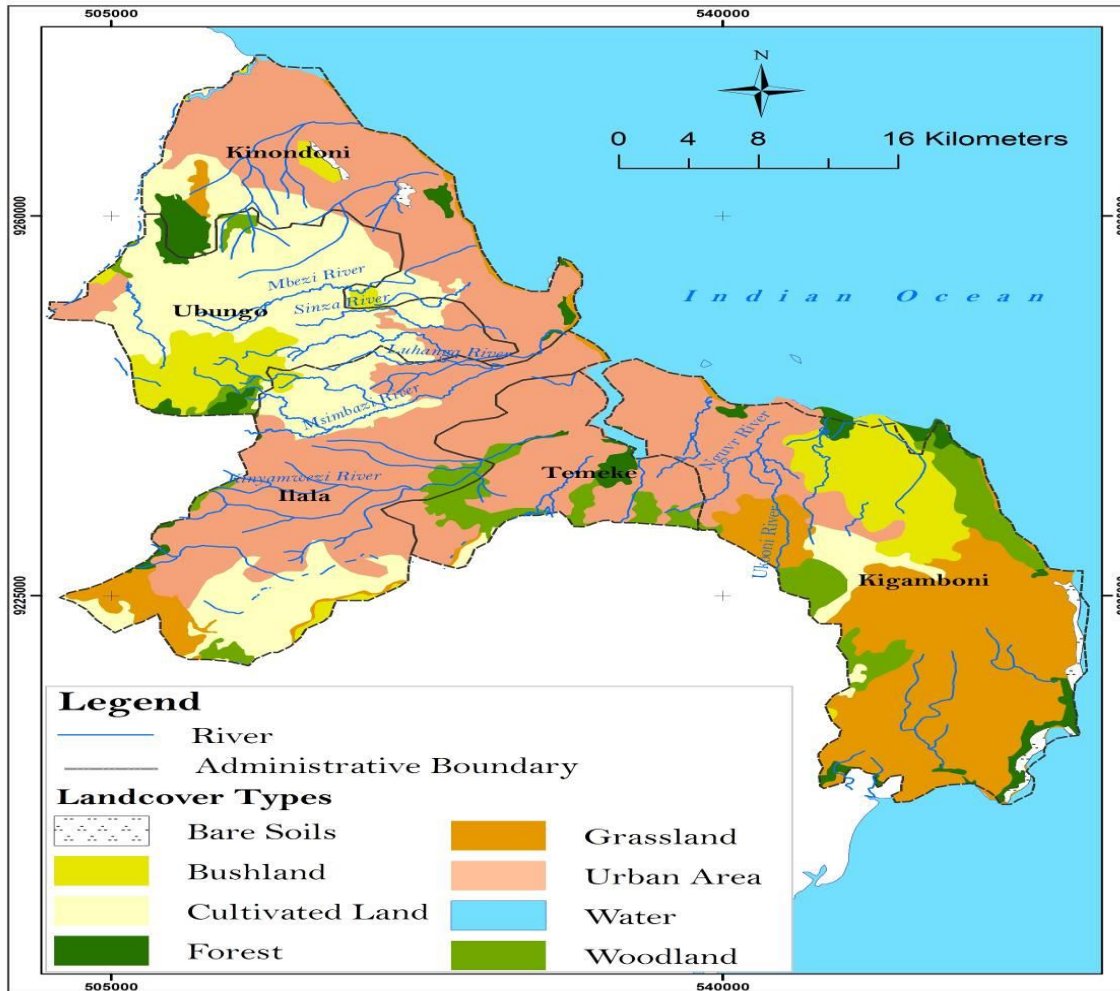 505000
540000
N
0 4 8 16 Kilometers
Kinondoni
9260000
Mbezi River
Sinza River
Ubungo
Indian Ocean
Luhanga River
Msimbazi River
Nguvr River
Temeke
Kinyamwezi River
Ilala
Ukooni River
Kigamboni
9225000
Legend
River
Administrative Boundary
Landcover Types
Bare Soils
Grassland
Bushland
Urban Area
Cultivated Land
Water
Forest
Woodland
505000
540000